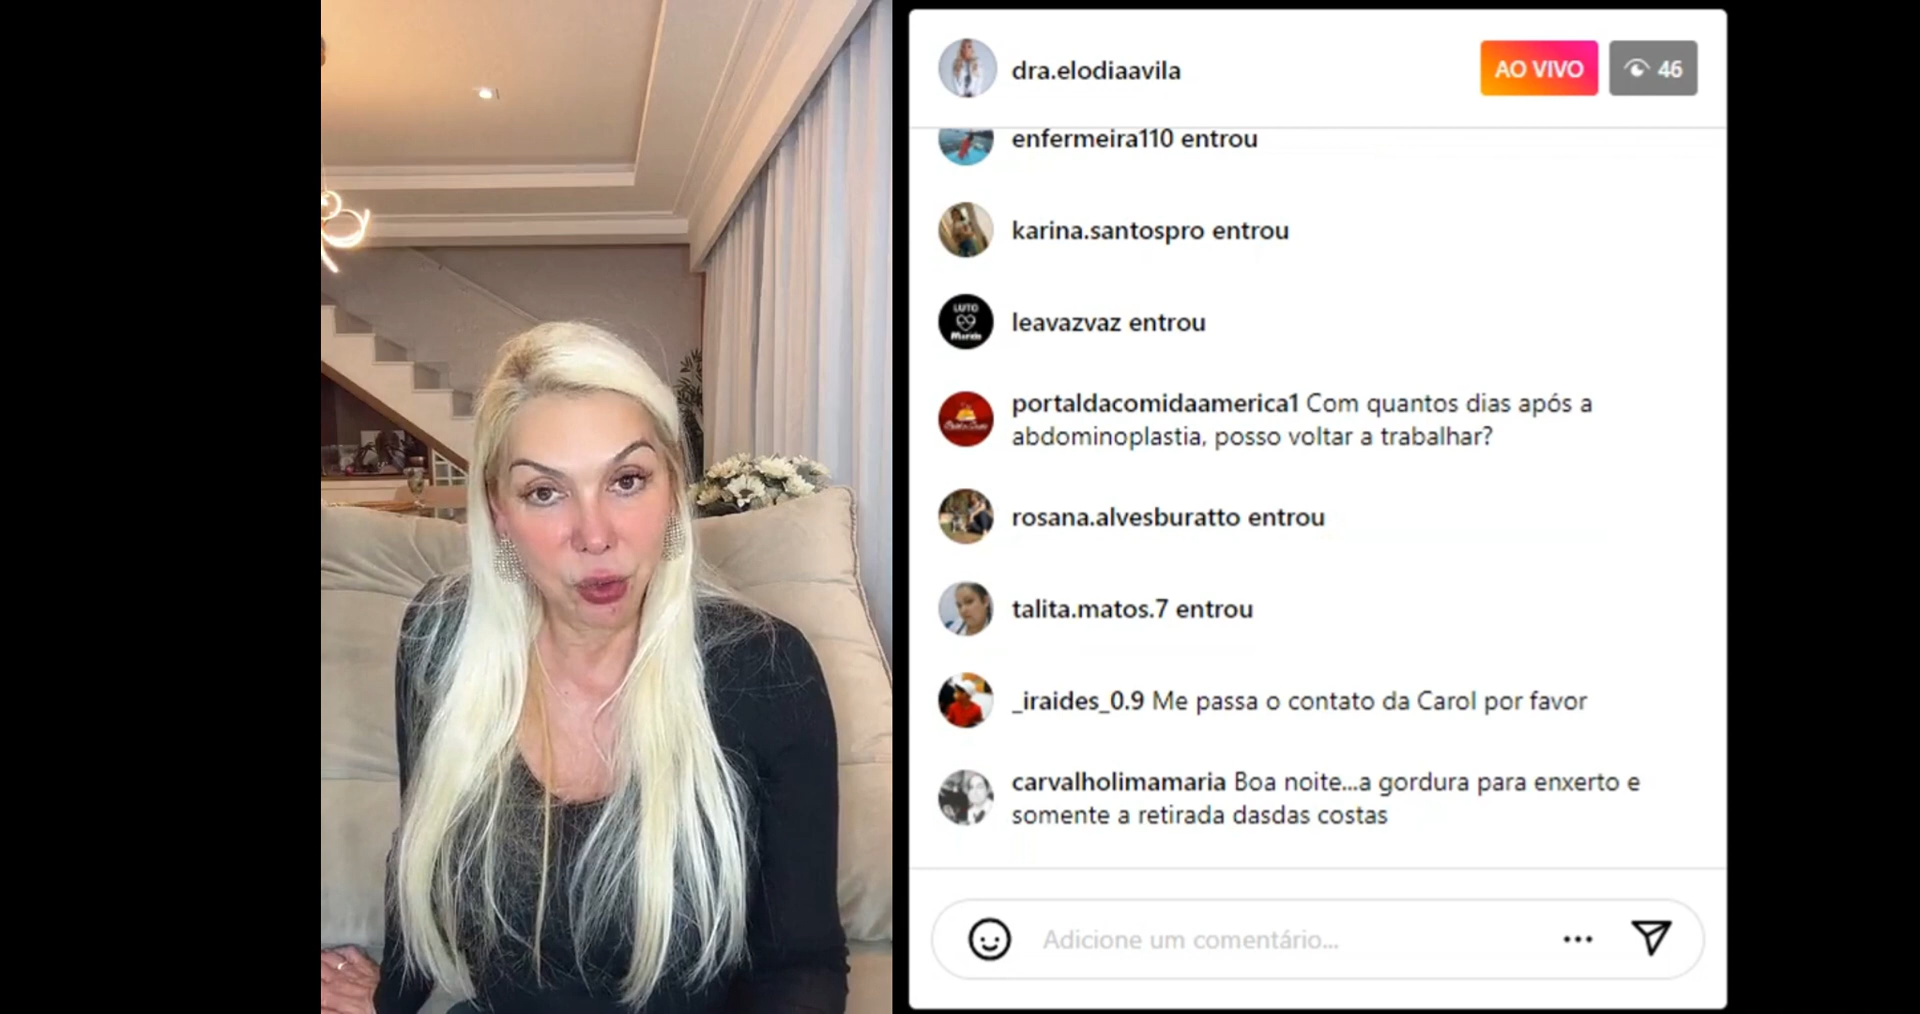 dra.elodiaavila
AO VIVO
46
enfermeira110 entrou
karina.santospro entrou
LUTO
leavazvaz entrou
portaldacomidaamerica1 Com quantos dias após a
abdominoplastia, posso voltar a trabalhar?
rosana.alvesburatto entrou
talita.matos.7 entrou
_iraides_0.9 Me passa o contato da Carol por favor
carvalholimamaria Boa noite...a gordura para enxerto e
somente a retirada dasdas costas
Adicione um comentário...